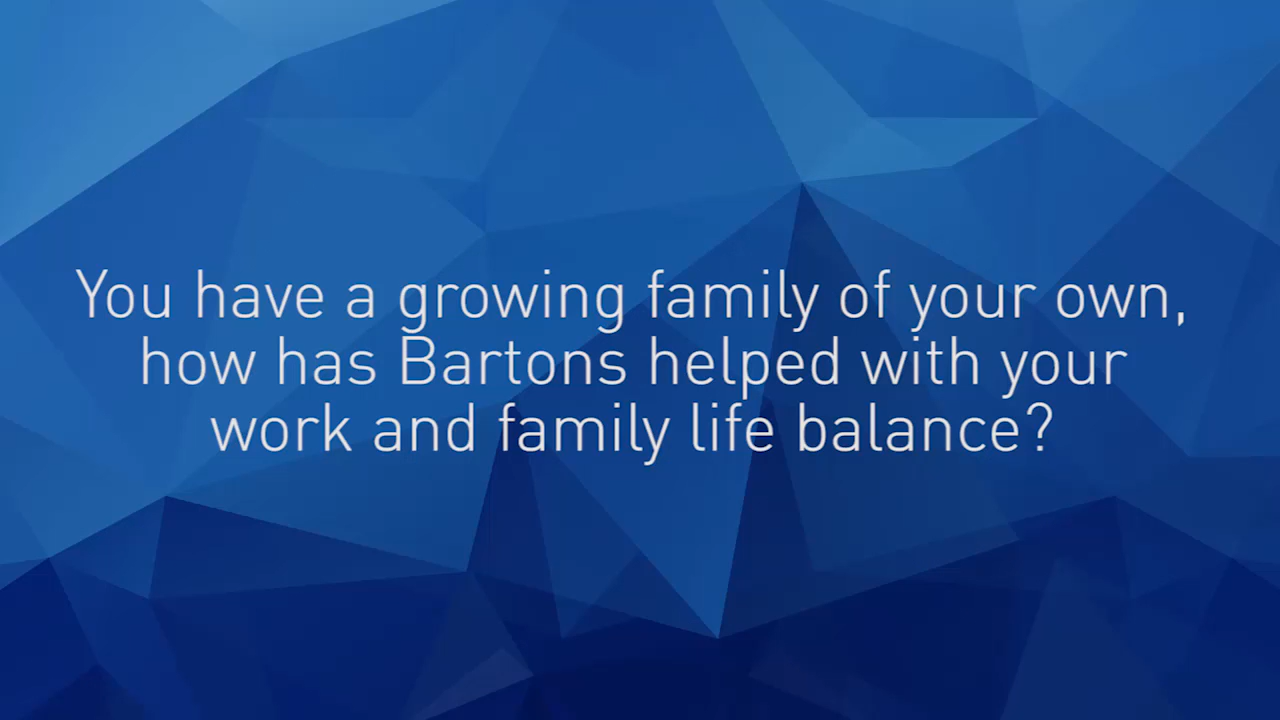 You have a growing family of your own,
how has Bartons helped with your
work and family life balance?